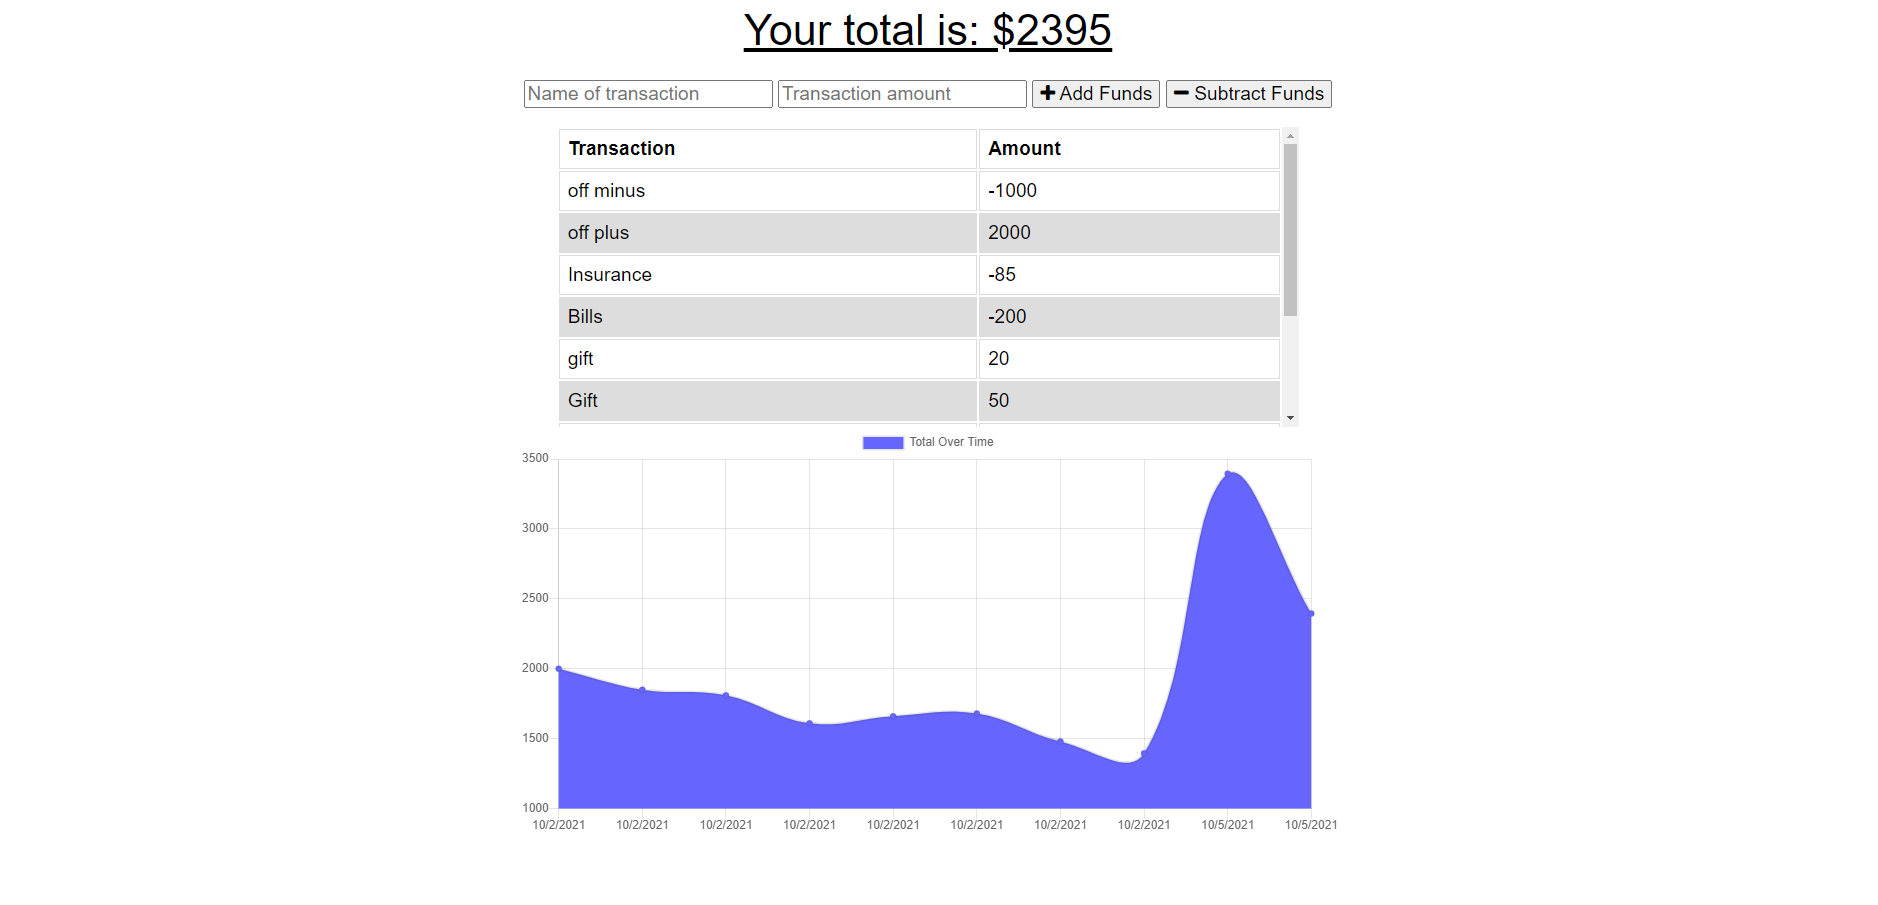 Your total is: $2395
Name of transaction Transaction amount Add Funds Subtract Funds
Transaction Amount
off minus -1000
off plus 2000
Insurance -85
Bills -200
gift 20
Gift 50
Total Over Time
3500
3000
2500
2000
1500
1000
10/2/2021 10/2/2021 10/2/2021 10/2/2021 10/2/2021 10/2/2021 10/2/2021 10/2/2021 10/5/2021 10/5/2021